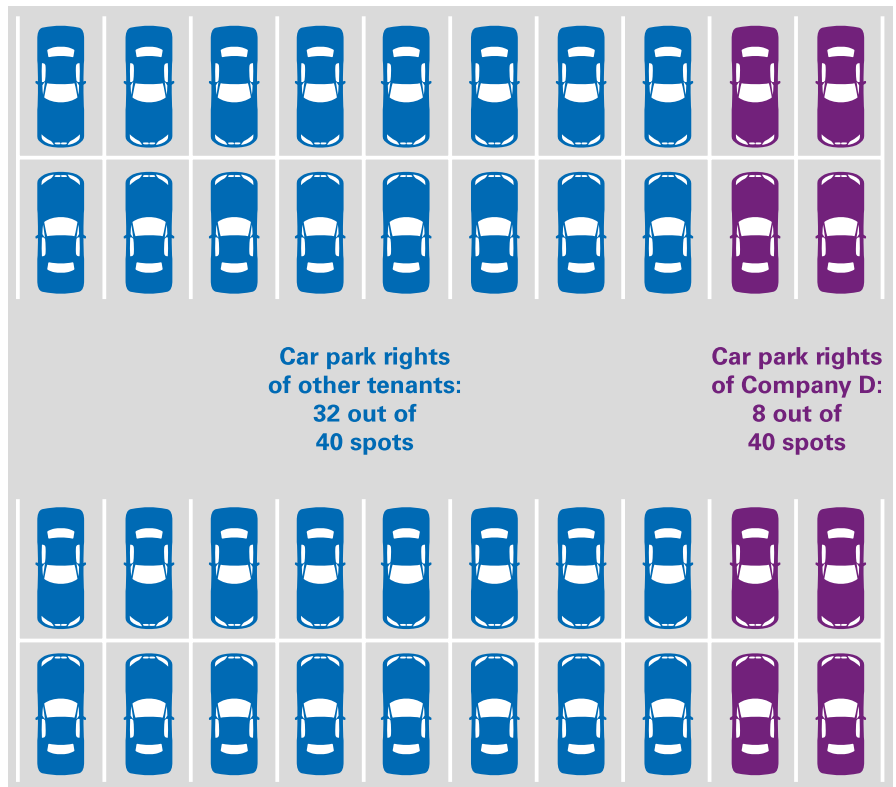 Car park rights
of other tenants:
32 out of
40 spots
Car park rights
of Company D:
8 out of
40 spots